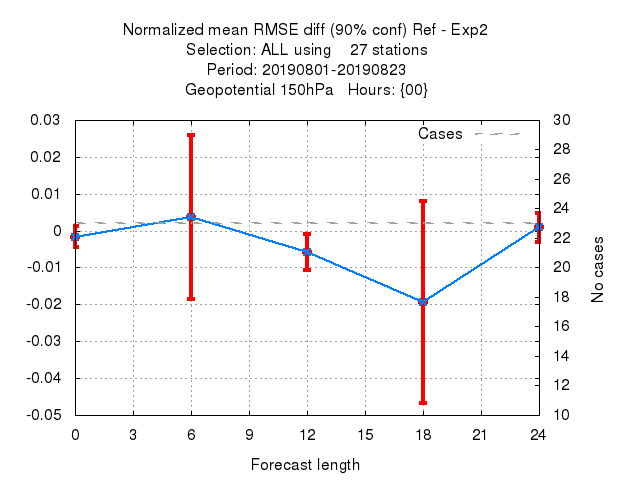 Normalized mean RMSE diff (90% conf) Ref - Exp2
Selection: ALL using    27 stations
Period: 20190801-20190823
Geopotential 150hPa   Hours: {00}
Cases
0.03
0.02
0.01
0
-0.01
-0.02
-0.03
-0.04
-0.05
30
28
26
24
22
20
18
16
14
12
10
No cases
0 3 6 9 12 15 18 21 24
Forecast length